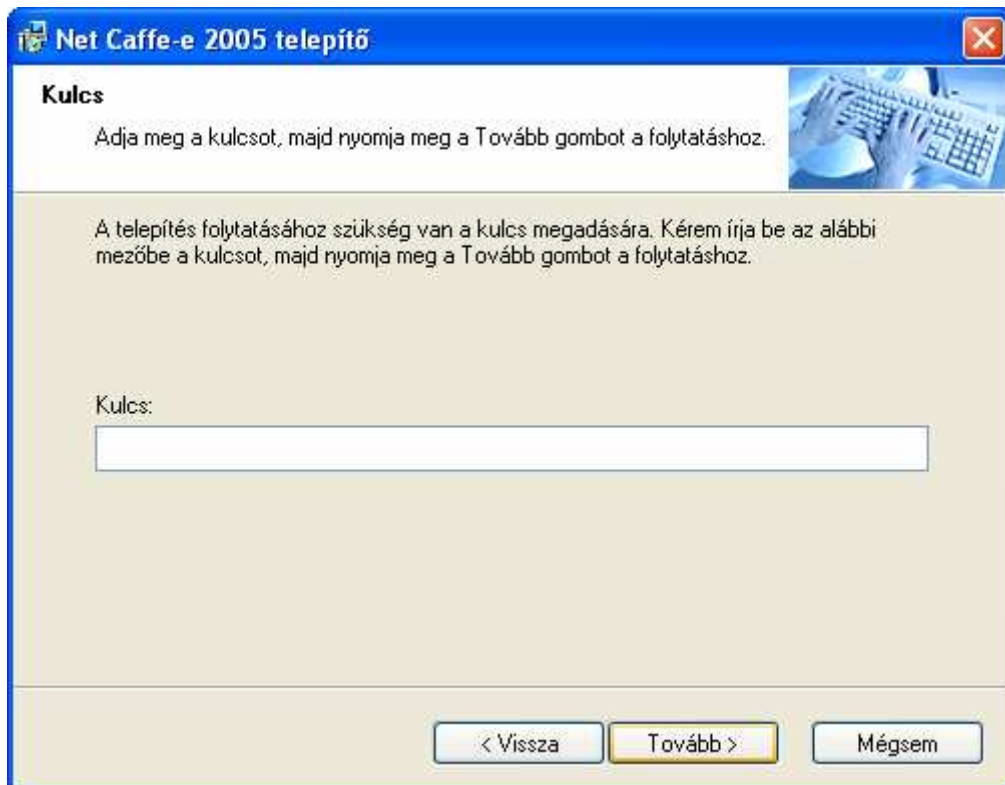 Net Caffe-e 2005 telepítő
Kulcs
Adja meg a kulcsot, majd nyomja meg a Tovább gombot a folytatáshoz.
A telepítés folytatásához szükség van a kulcs megadására. Kérem írja be az alábbi
mezőbe a kulcsot, majd nyomja meg a Tovább gombot a folytatáshoz.
Kulcs:
< Vissza
Tovább >
Mégsem